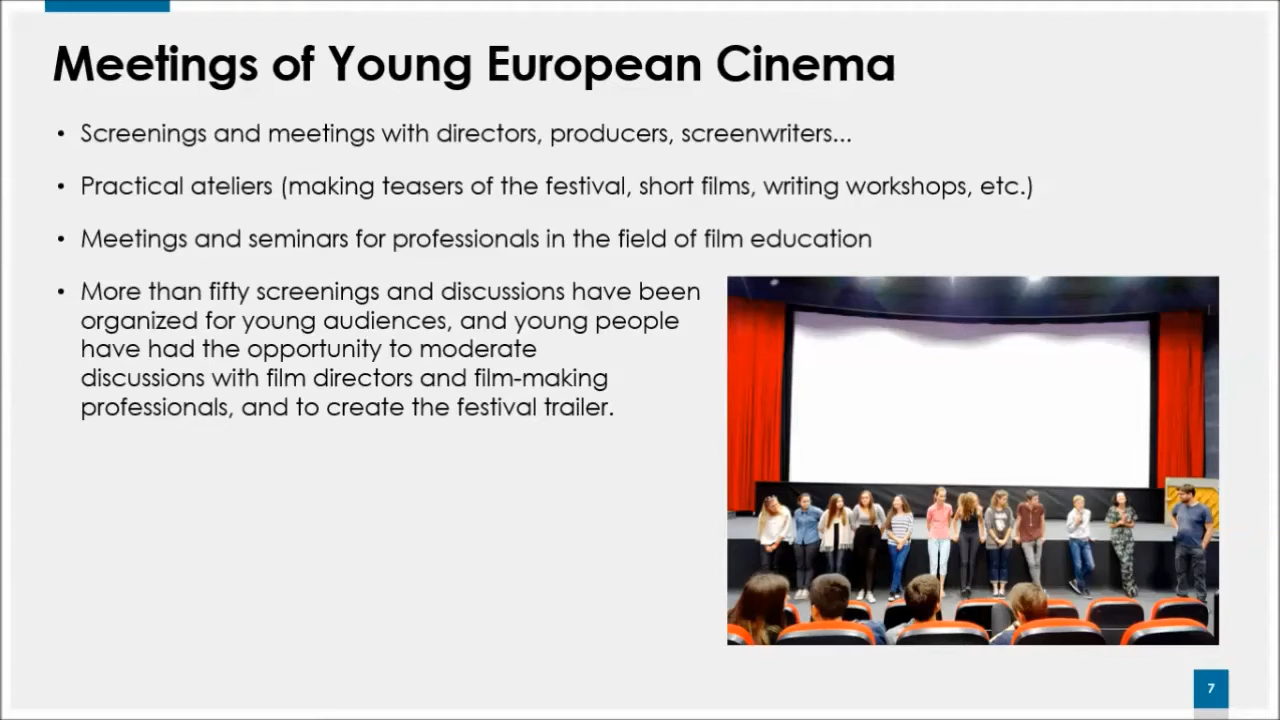 Meetings of Young European Cinema
• Screenings and meetings with directors, producers, screenwriters...
• Practical ateliers (making teasers of the festival, short films, writing workshops, etc.)
• Meetings and seminars for professionals in the field of film education
• More than fifty screenings and discussions have been
organized for young audiences, and young people
have had the opportunity to moderate
discussions with film directors and film-making
professionals, and to create the festival trailer.
7